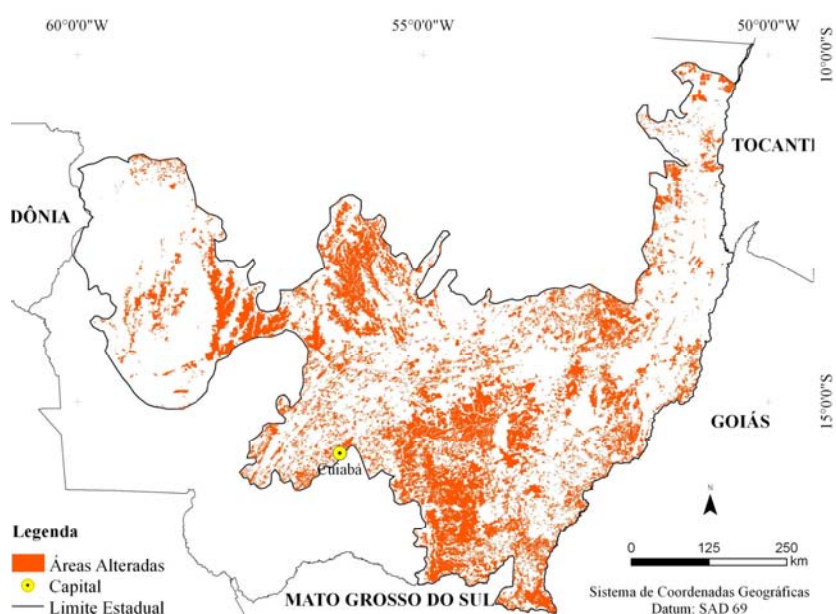 60°0'0"W
55°0'0"W
50°0'0"W
10°0'0"S
TOCANTI
DÔNIA
15°0'0"S
GOIÁS
Cuiabá
N
Legenda
Áreas Alteradas
Capital
Limite Estadual
MATO GROSSO DO SUL
0 125 250
km
Sistema de Coordenadas Geográficas
Datum: SAD 69